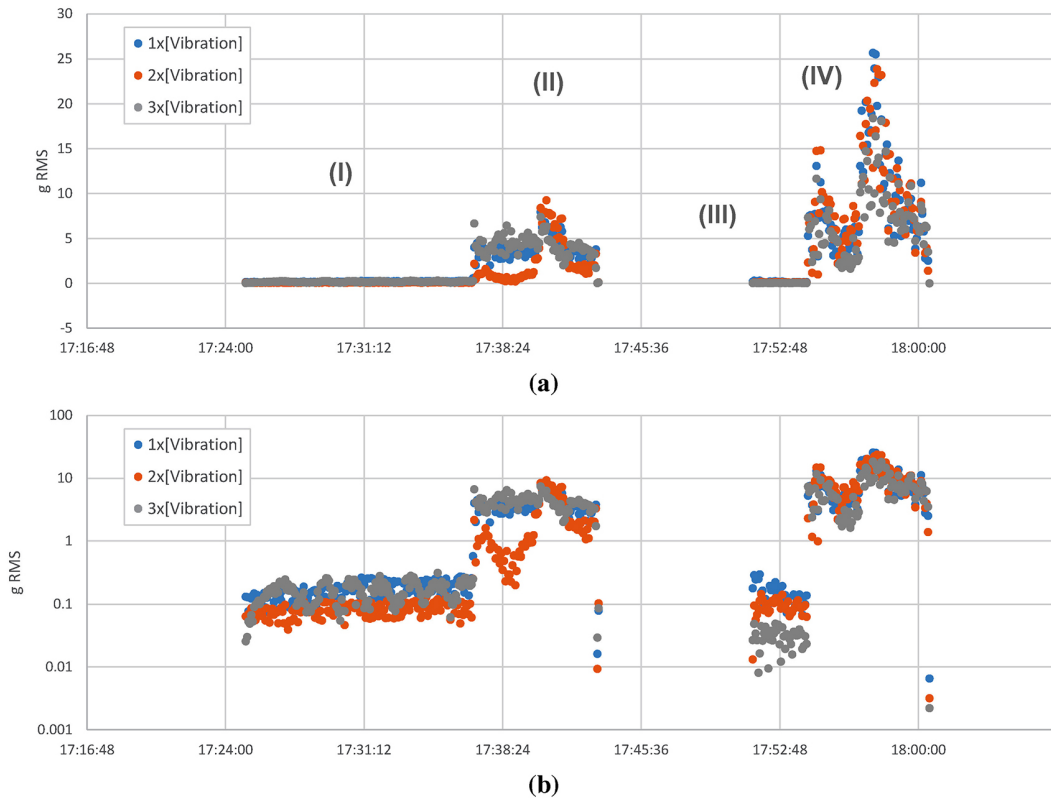 30
25
20
15
10
5
0
-5
g RMS
1x[Vibration]
2x[Vibration]
3x[Vibration]
(I)
(II)
(III)
(IV)
17:16:48 17:24:00 17:31:12 17:38:24 17:45:36 17:52:48 18:00:00
(a)
100
10
1
0.1
0.01
0.001
g RMS
1x[Vibration]
2x[Vibration]
3x[Vibration]
17:16:48 17:24:00 17:31:12 17:38:24 17:45:36 17:52:48 18:00:00
(b)